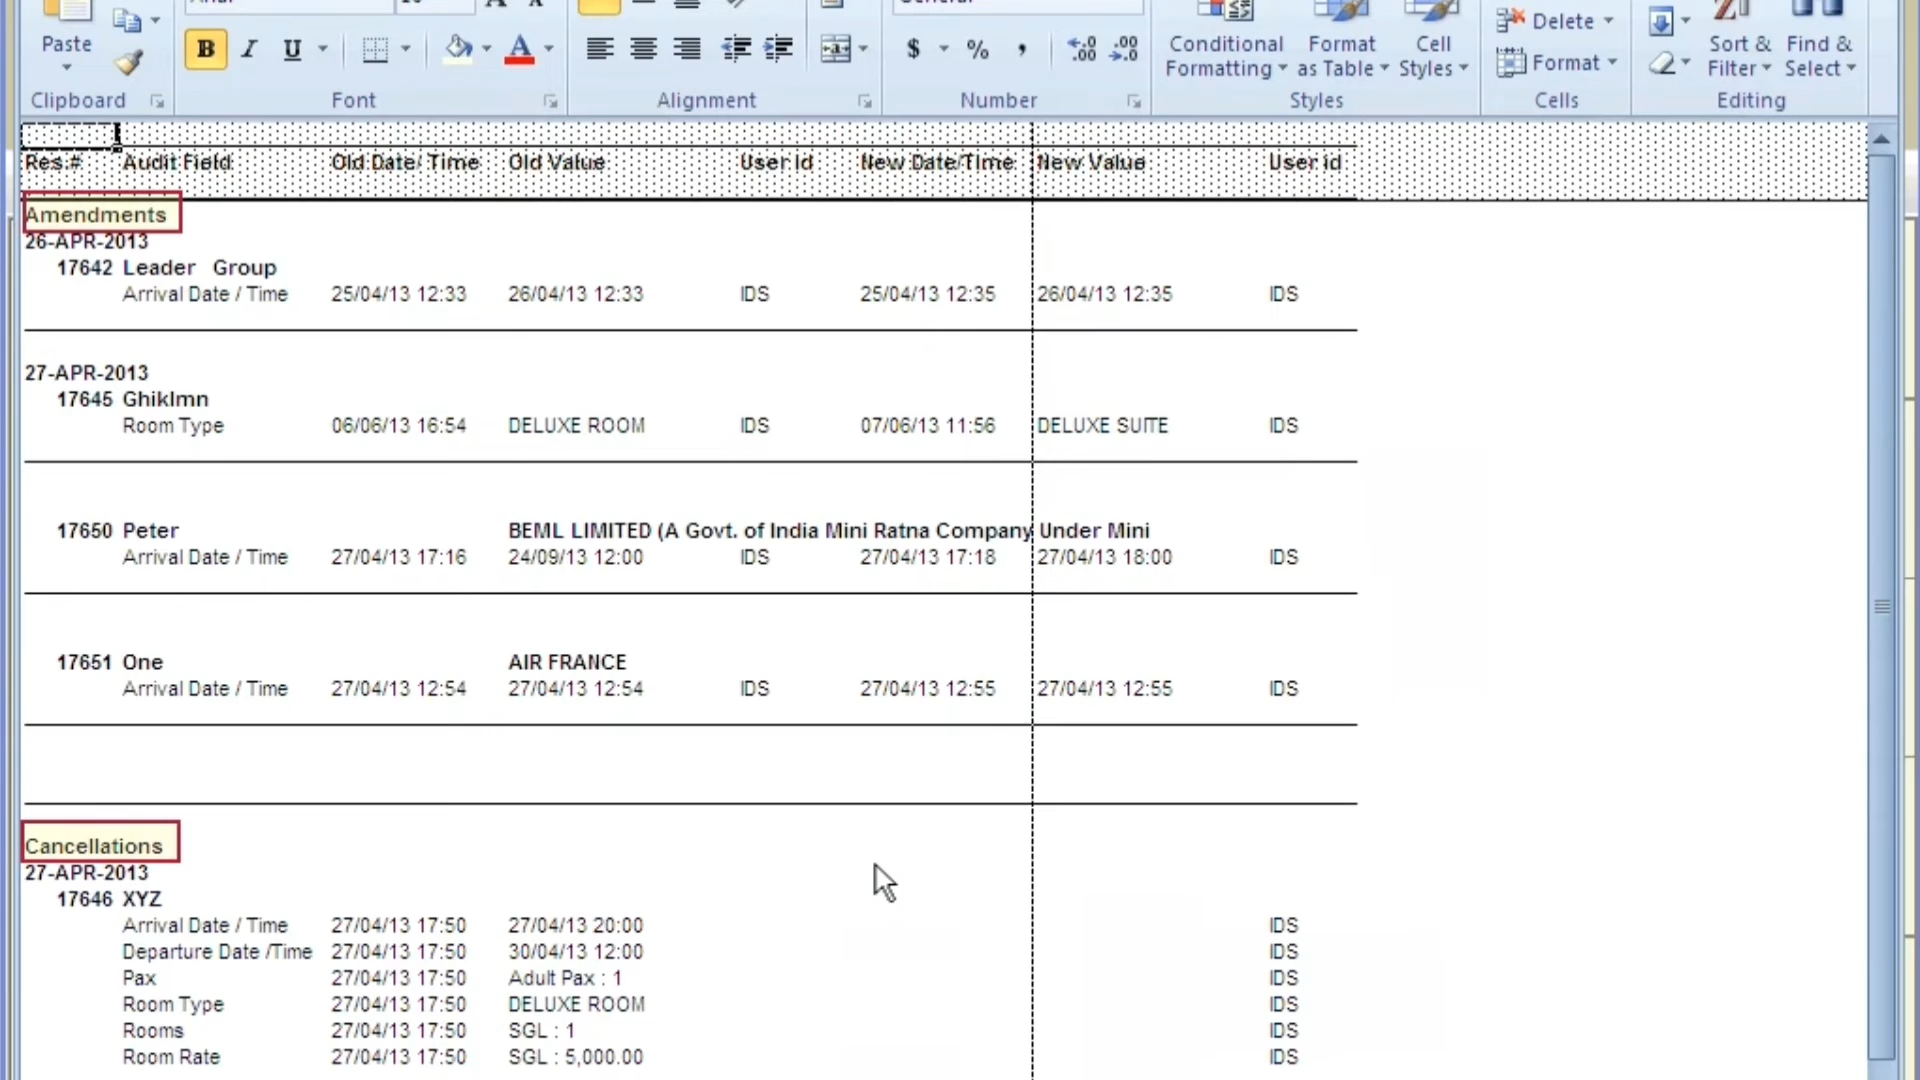 Paste
Clipboard
B I U
Font
A
Alignment
General
$ % ,
Number
Conditional Formatting
Format as Table
Cell Styles
Styles
Delete
Format
Cells
Sort & Filter
Find & Select
Editing
Res.# Audit Field Old Date/ Time Old Value User Id New Date/TIme New Value User id
Amendments
26-APR-2013
17642 Leader Group
Arrival Date / Time 25/04/13 12:33 26/04/13 12:33 IDS 25/04/13 12:35 26/04/13 12:35 IDS
27-APR-2013
17645 Ghiklmn
Room Type 06/06/13 16:54 DELUXE ROOM IDS 07/06/13 11:56 DELUXE SUITE IDS
17650 Peter BEML LIMITED (A Govt. of India Mini Ratna Company Under Mini
Arrival Date / Time 27/04/13 17:16 24/09/13 12:00 IDS 27/04/13 17:18 27/04/13 18:00 IDS
17651 One AIR FRANCE
Arrival Date / Time 27/04/13 12:54 27/04/13 12:54 IDS 27/04/13 12:55 27/04/13 12:55 IDS
Cancellations
27-APR-2013
17646 XYZ
Arrival Date / Time 27/04/13 17:50 27/04/13 20:00 IDS
Departure Date /Time 27/04/13 17:50 30/04/13 12:00 IDS
Pax 27/04/13 17:50 Adult Pax : 1 IDS
Room Type 27/04/13 17:50 DELUXE ROOM IDS
Rooms 27/04/13 17:50 SGL : 1 IDS
Room Rate 27/04/13 17:50 SGL : 5,000.00 IDS